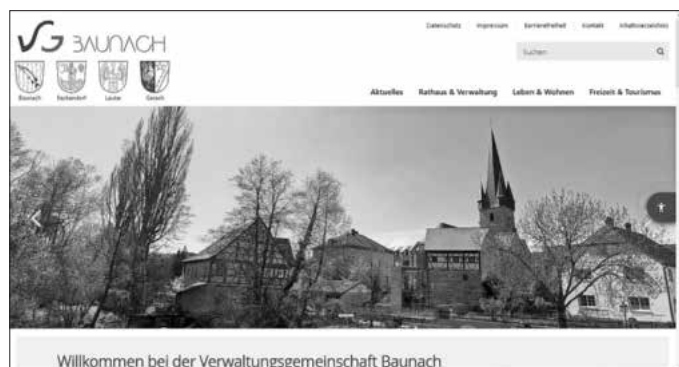 Datenschutz Impressum Barrierefreiheit Kontakt Inhaltsverzeichnis
VG BAUNACH
Suchen
Baunach Reckendorf Lauter Gerach
Aktuelles Rathaus & Verwaltung Leben & Wohnen Freizeit & Tourismus
Willkommen bei der Verwaltungsgemeinschaft Baunach